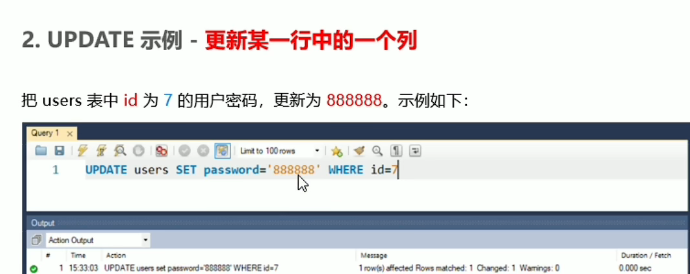 2. UPDATE 示例 - 更新某一行中的一个列
把 users 表中 id 为 7 的用户密码，更新为 888888。示例如下：
Query 1 ×
Limit to 100 rows
1 UPDATE users SET password='888888' WHERE id=7
Output
Action Output
# Time Action Message Duration / Fetch
1 15:33:03 UPDATE users set password='888888' WHERE id=7 1 row(s) affected Rows matched: 1 Changed: 1 Warnings: 0 0.000 sec